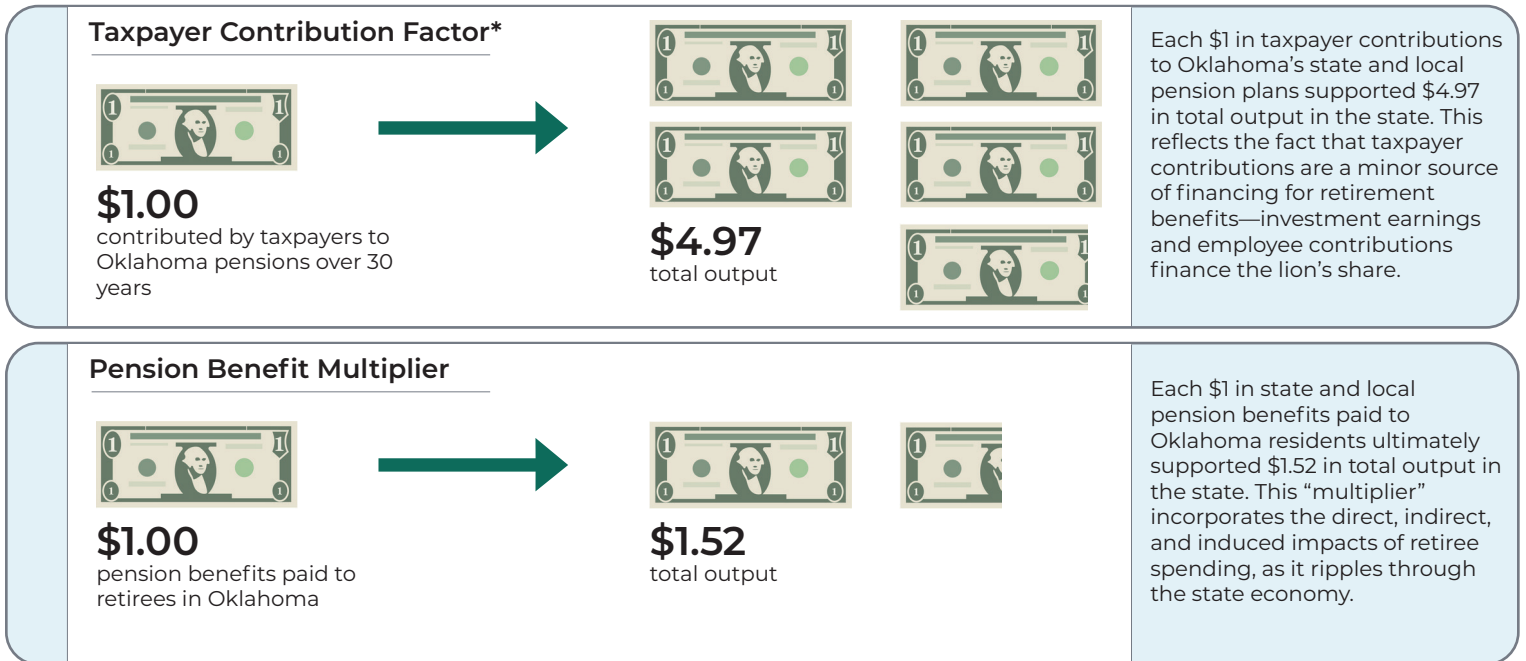 Taxpayer Contribution Factor*
$1.00
contributed by taxpayers to
Oklahoma pensions over 30
years
$4.97
total output
Each $1 in taxpayer contributions
to Oklahoma’s state and local
pension plans supported $4.97
in total output in the state. This
reflects the fact that taxpayer
contributions are a minor source
of financing for retirement
benefits—investment earnings
and employee contributions
finance the lion’s share.
Pension Benefit Multiplier
$1.00
pension benefits paid to
retirees in Oklahoma
$1.52
total output
Each $1 in state and local
pension benefits paid to
Oklahoma residents ultimately
supported $1.52 in total output in
the state. This “multiplier”
incorporates the direct, indirect,
and induced impacts of retiree
spending, as it ripples through
the state economy.